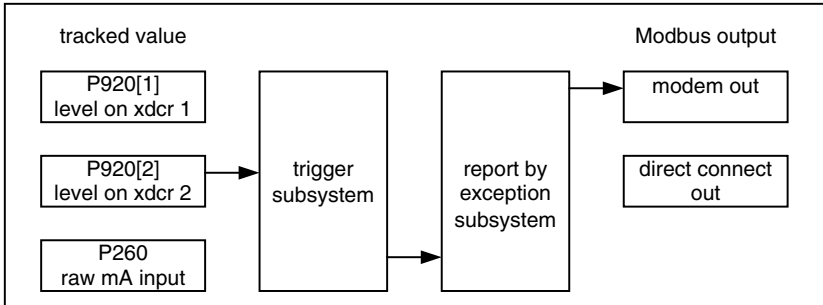 tracked value
Modbus output
P920[1]
level on xdcr 1
P920[2]
level on xdcr 2
P260
raw mA input
trigger
subsystem
report by
exception
subsystem
modem out
direct connect
out